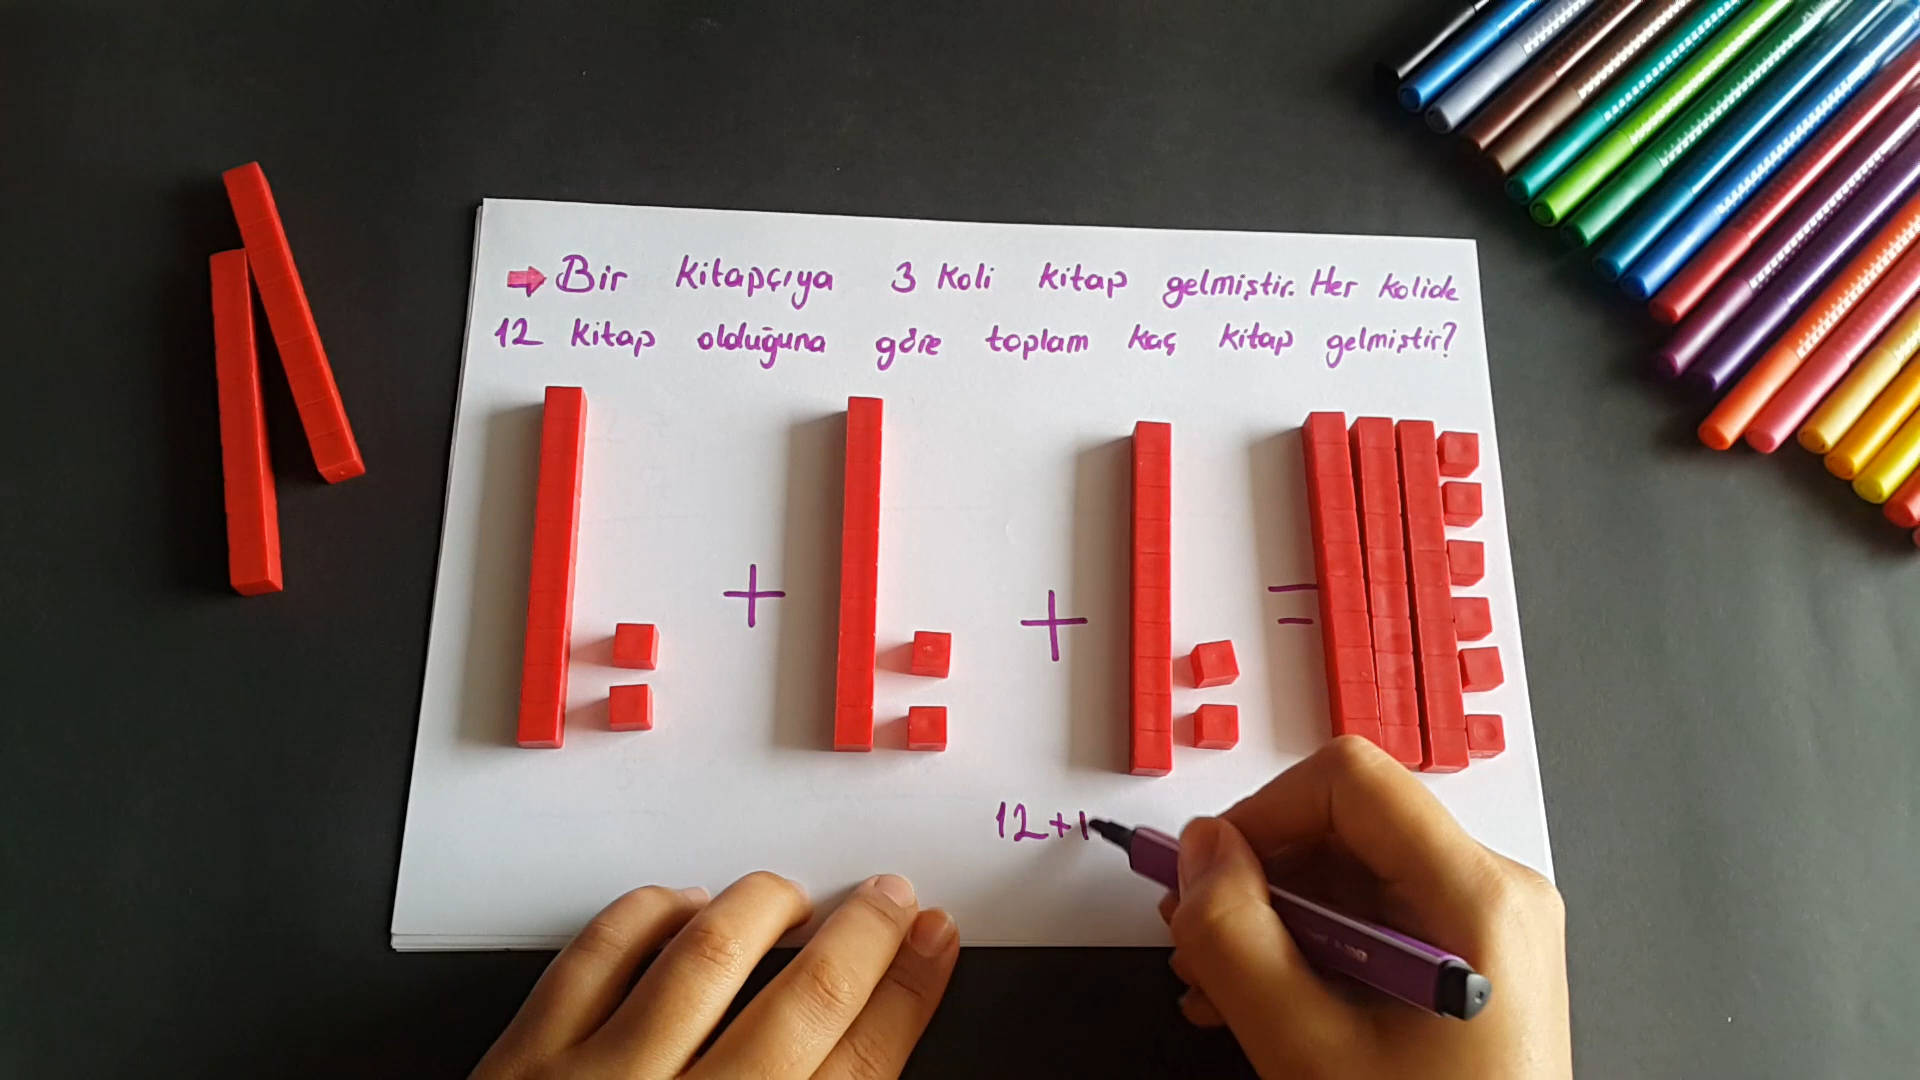 Bir kitapçıya 3 koli kitap gelmiştir. Her kolide
12 kitap olduğuna göre toplam kaç kitap gelmiştir?
+ + =
12+1